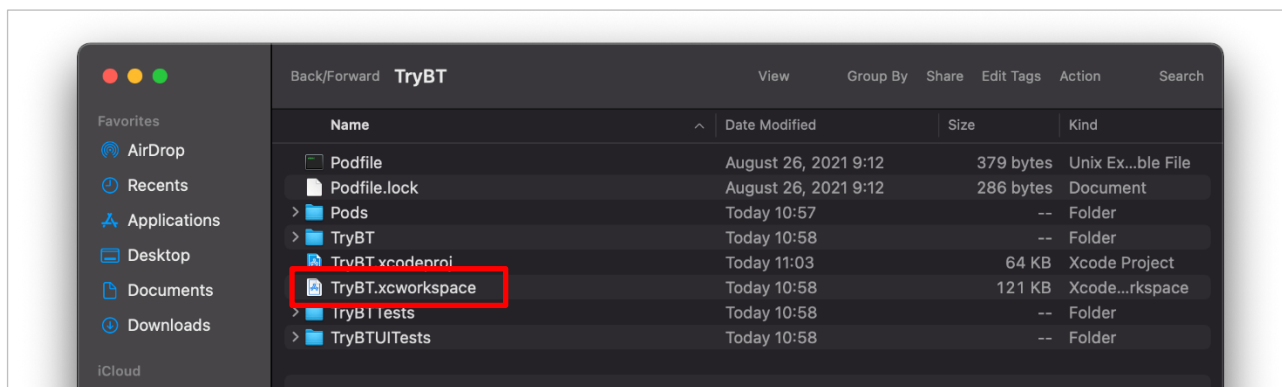 Back/Forward TryBT View Group By Share Edit Tags Action Search
Favorites
AirDrop
Recents
Applications
Desktop
Documents
Downloads
iCloud
Name Date Modified Size Kind
Podfile August 26, 2021 9:12 379 bytes Unix Ex...ble File
Podfile.lock August 26, 2021 9:12 286 bytes Document
Pods Today 10:57 -- Folder
TryBT Today 10:58 -- Folder
TryBT.xcodeproj Today 11:03 64 KB Xcode Project
TryBT.xcworkspace Today 10:58 121 KB Xcode...rkspace
TryBTTests Today 10:58 -- Folder
TryBTUITests Today 10:58 -- Folder